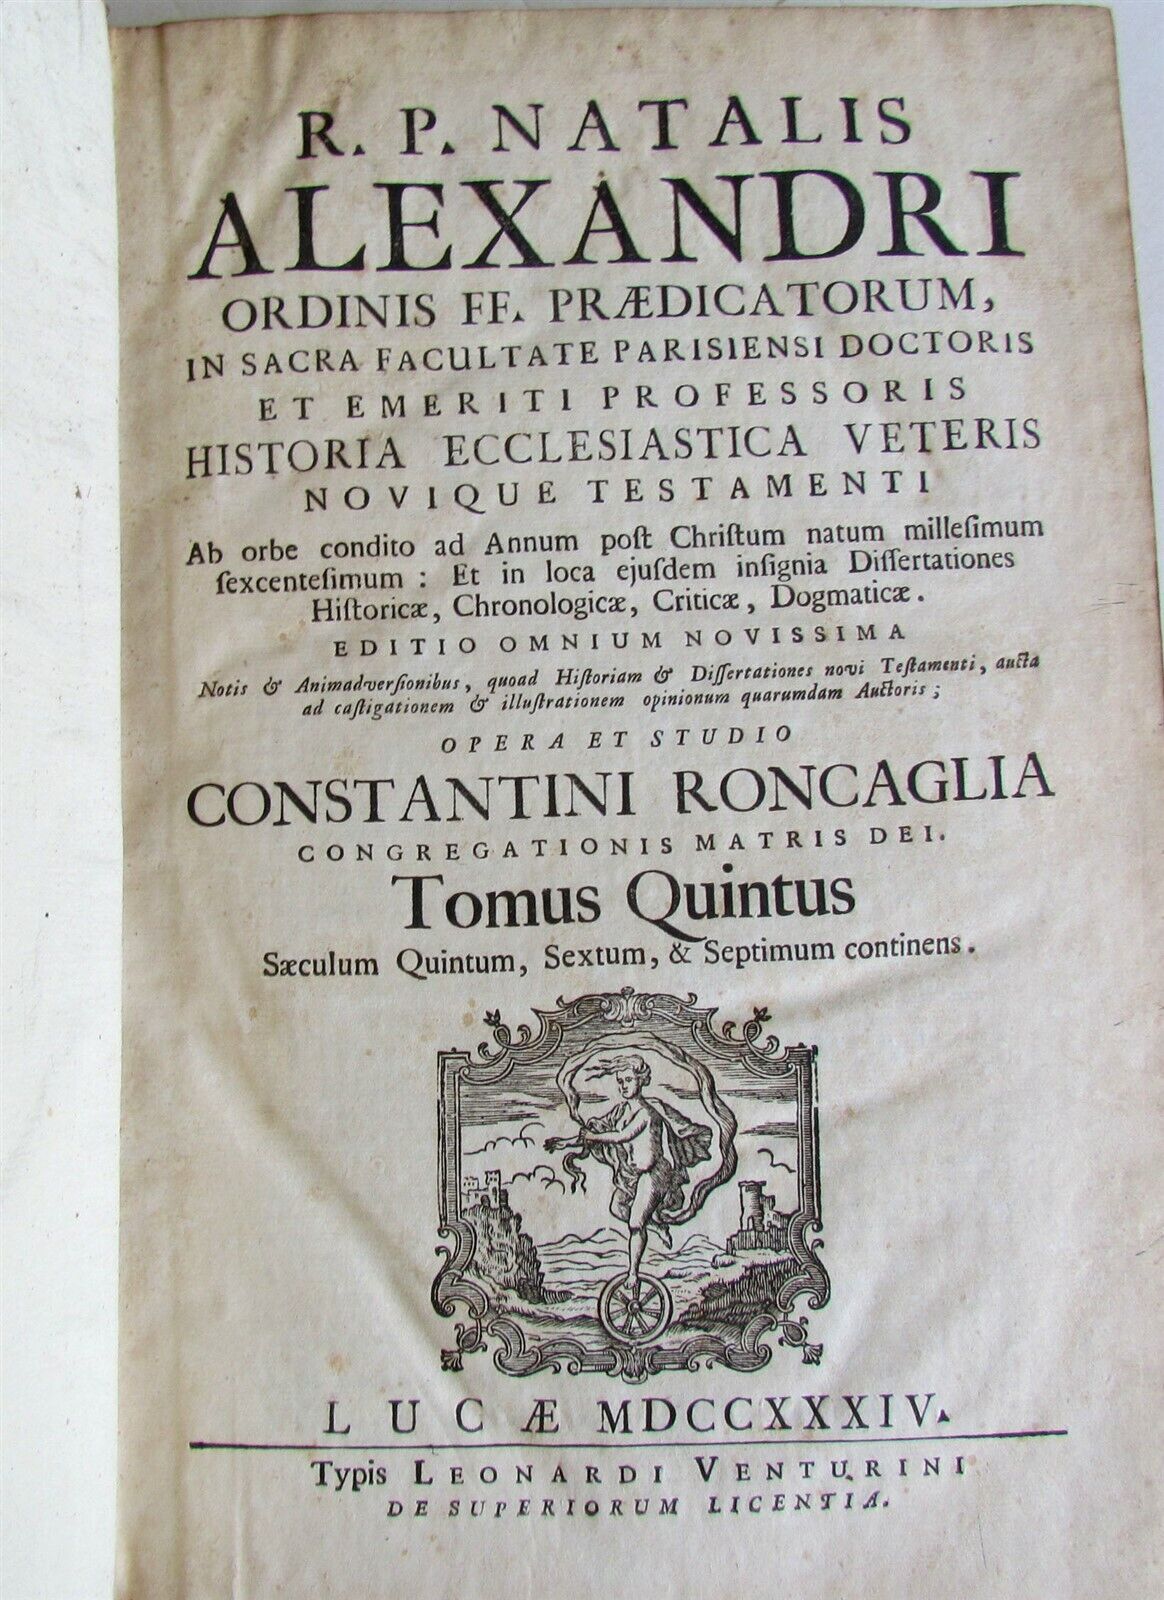 R. P. NATALIS
ALEXANDRI
ORDINIS FF. PRÆDICATORUM,
IN SACRA FACULTATE PARISIENSI DOCTORIS
ET EMERITI PROFESSORIS
HISTORIA ECCLESIASTICA VETERIS
NOVIQUE TESTAMENTI
Ab orbe condito ad Annum poſt Chriſtum natum milleſimum
ſexcenteſimum : Et in loca ejuſdem inſignia Diſſertationes
Hiſtoricæ, Chronologicæ, Criticæ, Dogmaticæ.
EDITIO OMNIUM NOVISSIMA
Notis & Animadverſionibus, quoad Hiſtoriam & Diſſertationes novi Teſtamenti, aucta
ad caſtigationem & illuſtrationem opinionum quarumdam Auctoris ;
OPERA ET STUDIO
CONSTANTINI RONCAGLIA
CONGREGATIONIS MATRIS DEI.
Tomus Quintus
Sæculum Quintum, Sextum, & Septimum continens.
LUCÆ MDCCXXXIV.
Typis LEONARDI VENTURINI
DE SUPERIORUM LICENTIA.